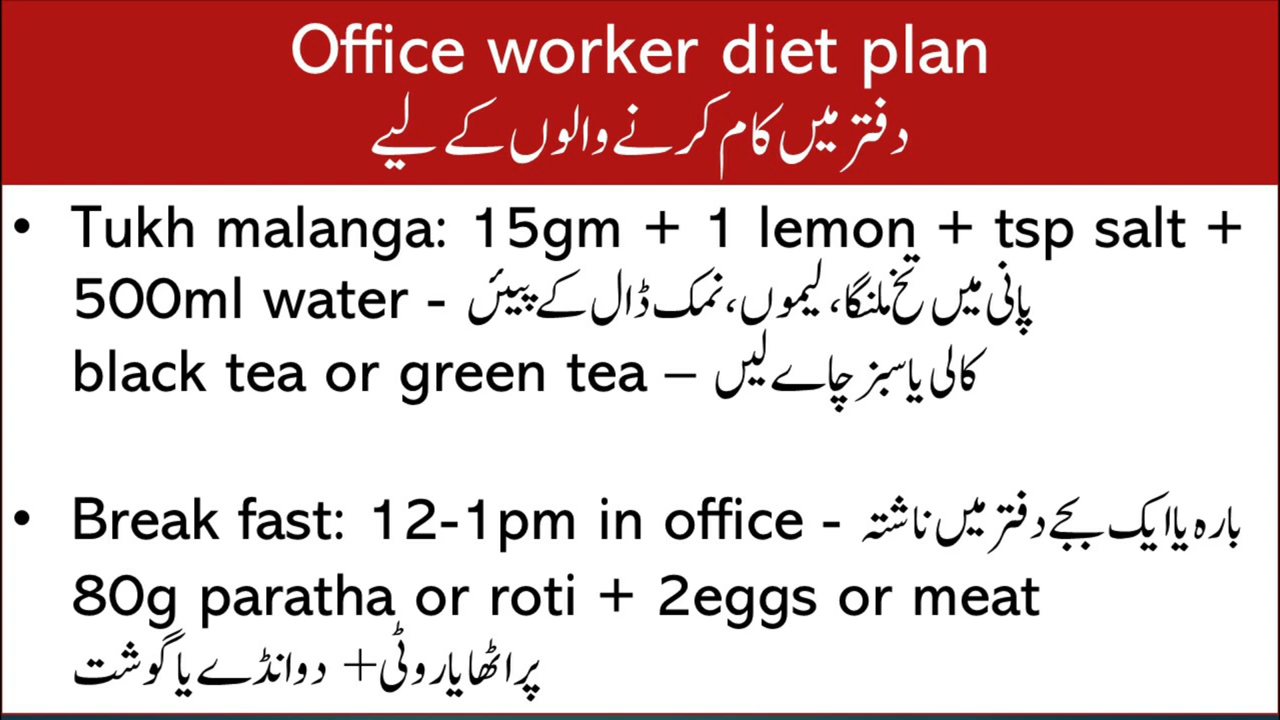 Office worker diet plan
دفتر میں کام کرنے والوں کے لیے
• Tukh malanga: 15gm + 1 lemon + tsp salt +
500ml water - پانی میں تخ ملنگا، لیموں، نمک ڈال کے پیئں
black tea or green tea – کالی یا سبز چاے لیں
• Break fast: 12-1pm in office - بارہ یا ایک بجے دفتر میں ناشتہ
80g paratha or roti + 2eggs or meat
پراٹھا یا روٹی+ دو انڈے یا گوشت